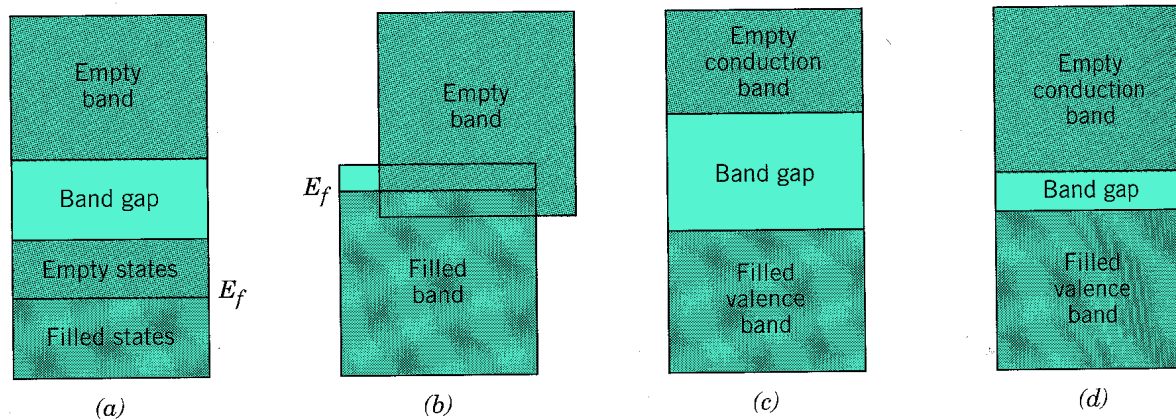 Empty
band
Band gap
Empty states
E_f
Filled states
(a)
Empty
band
E_f
Filled
band
(b)
Empty
conduction
band
Band gap
Filled
valence
band
(c)
Empty
conduction
band
Band gap
Filled
valence
band
(d)